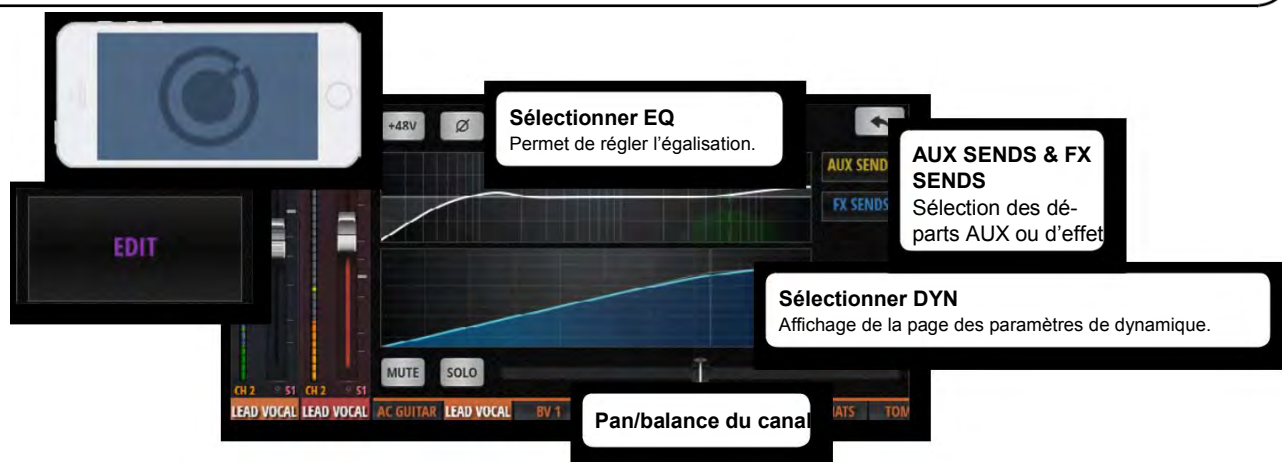 +48V
Ø
Sélectionner EQ
Permet de régler l’égalisation.
AUX SEND
FX SENDS
AUX SENDS & FX
SENDS
Sélection des dé-
parts AUX ou d’effet
EDIT
Sélectionner DYN
Affichage de la page des paramètres de dynamique.
MUTE SOLO
CH 2 S1 CH 2 S1
LEAD VOCAL LEAD VOCAL AC GUITAR LEAD VOCAL BV 1 ATS TOM
Pan/balance du canal